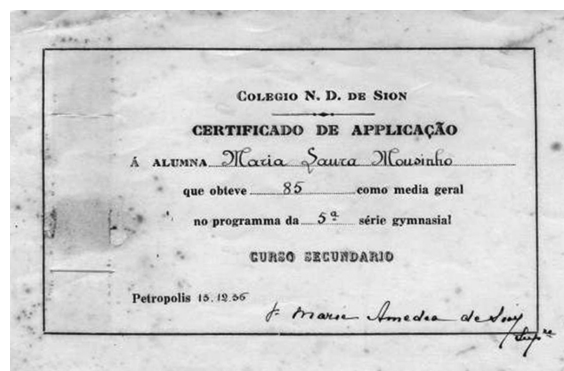 COLEGIO N. D. DE SION
CERTIFICADO DE APPLICAÇÃO
Á ALUMNA Maria Laura Mousinho
que obteve 85 como media geral
no programma da 5ª série gymnasial
CURSO SECUNDARIO
Petropolis 15.12.36
Marie Amedea de Sion
Supre